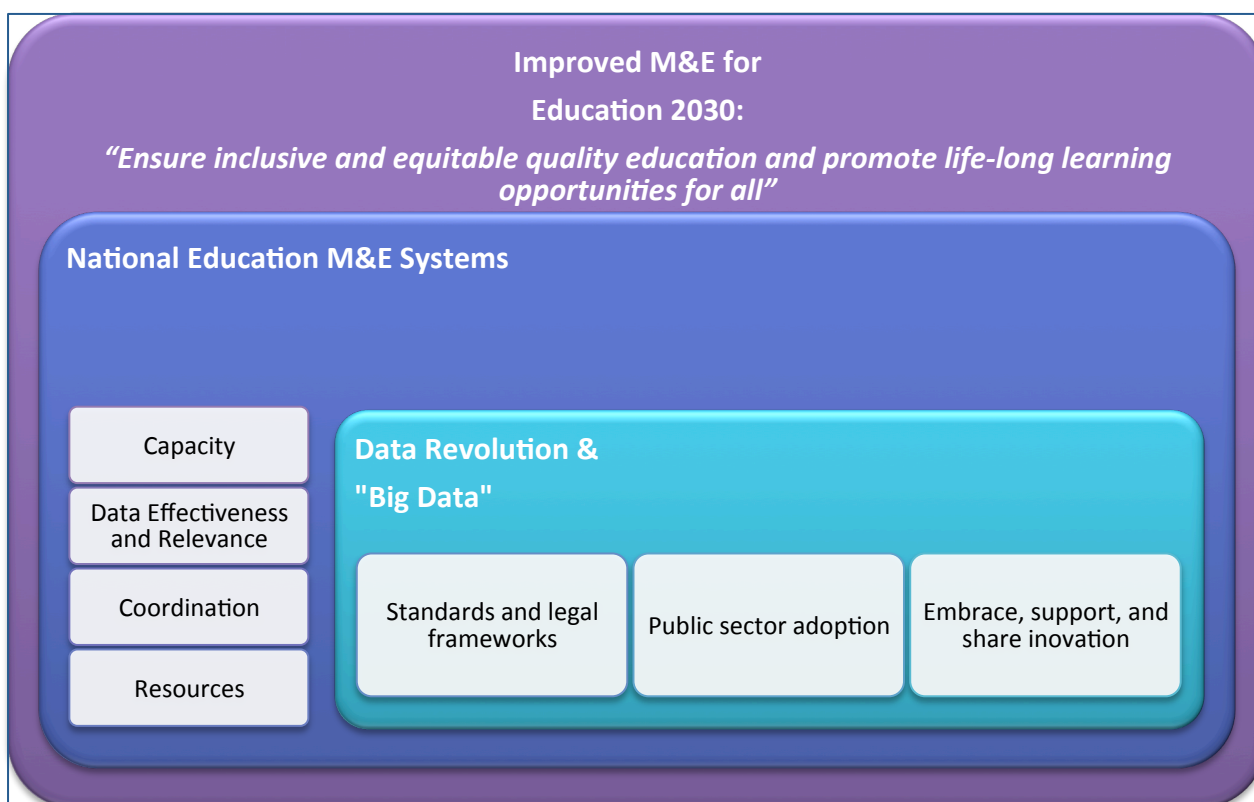 Improved M&E for
Education 2030:
“Ensure inclusive and equitable quality education and promote life-long learning
opportunities for all”
National Education M&E Systems
Capacity
Data Effectiveness
and Relevance
Coordination
Resources
Data Revolution &
"Big Data"
Standards and legal
frameworks
Public sector adoption
Embrace, support, and
share inovation